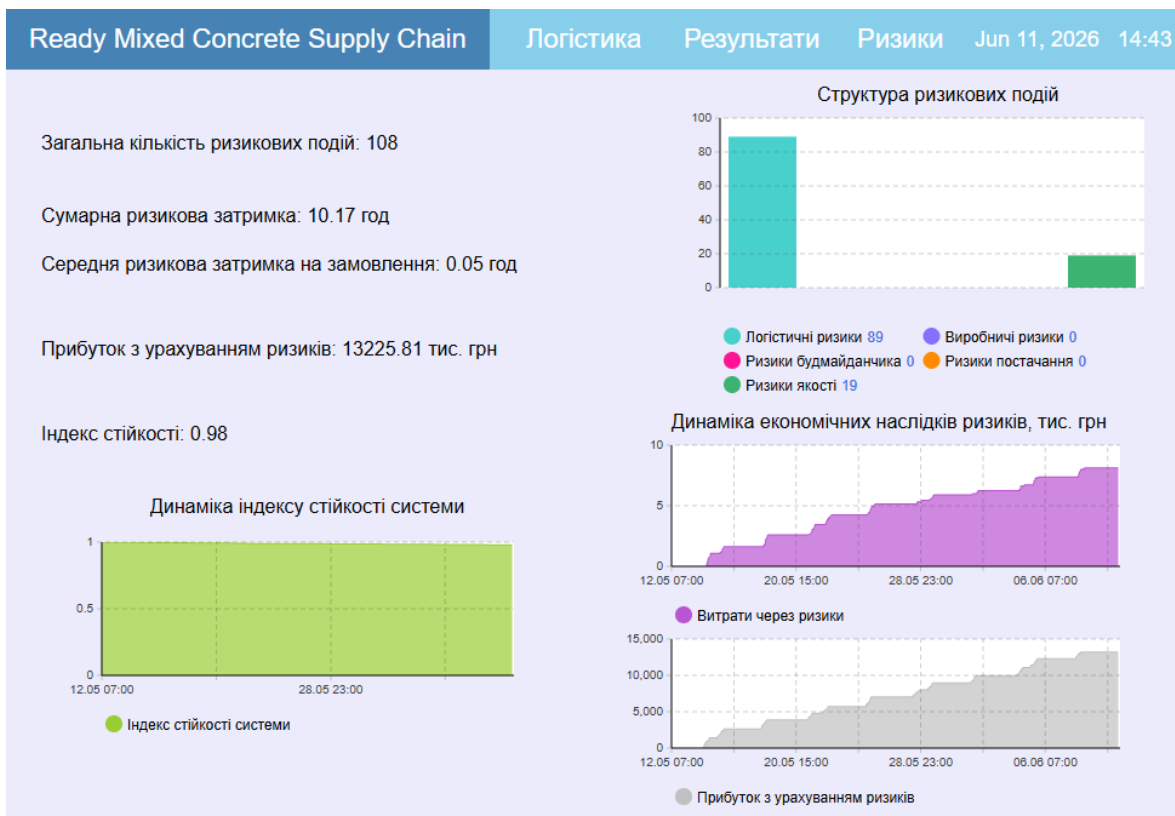 Ready Mixed Concrete Supply Chain Логістика Результати Ризики Jun 11, 2026 14:43
Загальна кількість ризикових подій: 108
Сумарна ризикова затримка: 10.17 год
Середня ризикова затримка на замовлення: 0.05 год
Прибуток з урахуванням ризиків: 13225.81 тис. грн
Індекс стійкості: 0.98
Динаміка індексу стійкості системи
1
0.5
0
12.05 07:00 28.05 23:00
Індекс стійкості системи
Структура ризикових подій
100
80
60
40
20
0
Логістичні ризики 89 Виробничі ризики 0
Ризики будмайданчика 0 Ризики постачання 0
Ризики якості 19
Динаміка економічних наслідків ризиків, тис. грн
10
5
0
12.05 07:00 20.05 15:00 28.05 23:00 06.06 07:00
Витрати через ризики
15,000
10,000
5,000
0
12.05 07:00 20.05 15:00 28.05 23:00 06.06 07:00
Прибуток з урахуванням ризиків